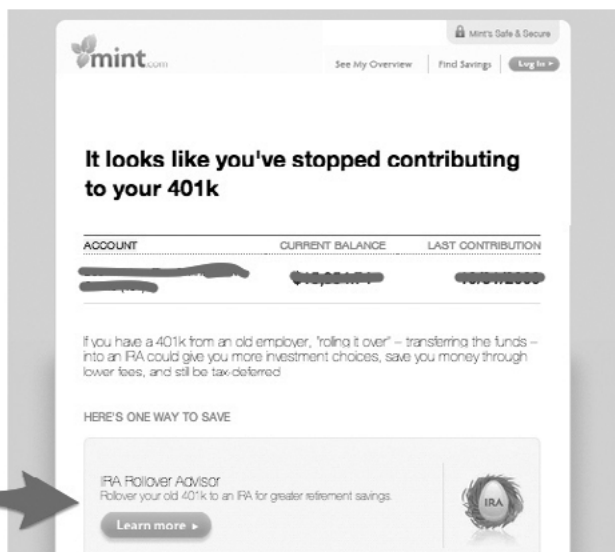 Mint's Safe & Secure
mint.com
See My Overview
Find Savings
Log In
It looks like you've stopped contributing
to your 401k
ACCOUNT CURRENT BALANCE LAST CONTRIBUTION
If you have a 401k from an old employer, "rolling it over" – transferring the funds –
into an IRA could give you more investment choices, save you money through
lower fees, and still be tax-deferred
HERE'S ONE WAY TO SAVE
IRA Rollover Advisor
Rollover your old 401k to an IRA for greater retirement savings.
Learn more
IRA